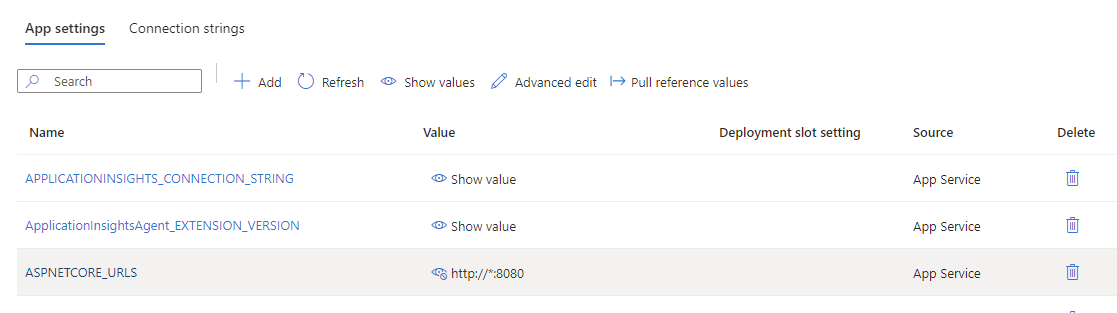 App settings Connection strings
Search Add Refresh Show values Advanced edit Pull reference values
Name Value Deployment slot setting Source Delete
APPLICATIONINSIGHTS_CONNECTION_STRING Show value App Service
ApplicationInsightsAgent_EXTENSION_VERSION Show value App Service
ASPNETCORE_URLS http://*:8080 App Service